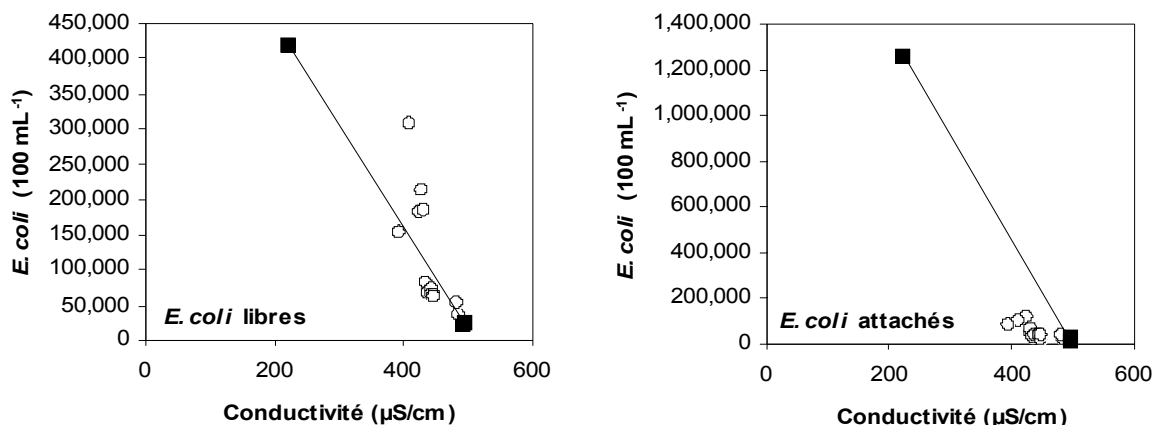 450,000
400,000
350,000
300,000
250,000
200,000
150,000
100,000
50,000
0
E. coli (100 mL -1)
E. coli libres
0 200 400 600
Conductivité (µS/cm)
1,400,000
1,200,000
1,000,000
800,000
600,000
400,000
200,000
0
E. coli (100 mL -1)
E. coli attachés
0 200 400 600
Conductivité (µS/cm)